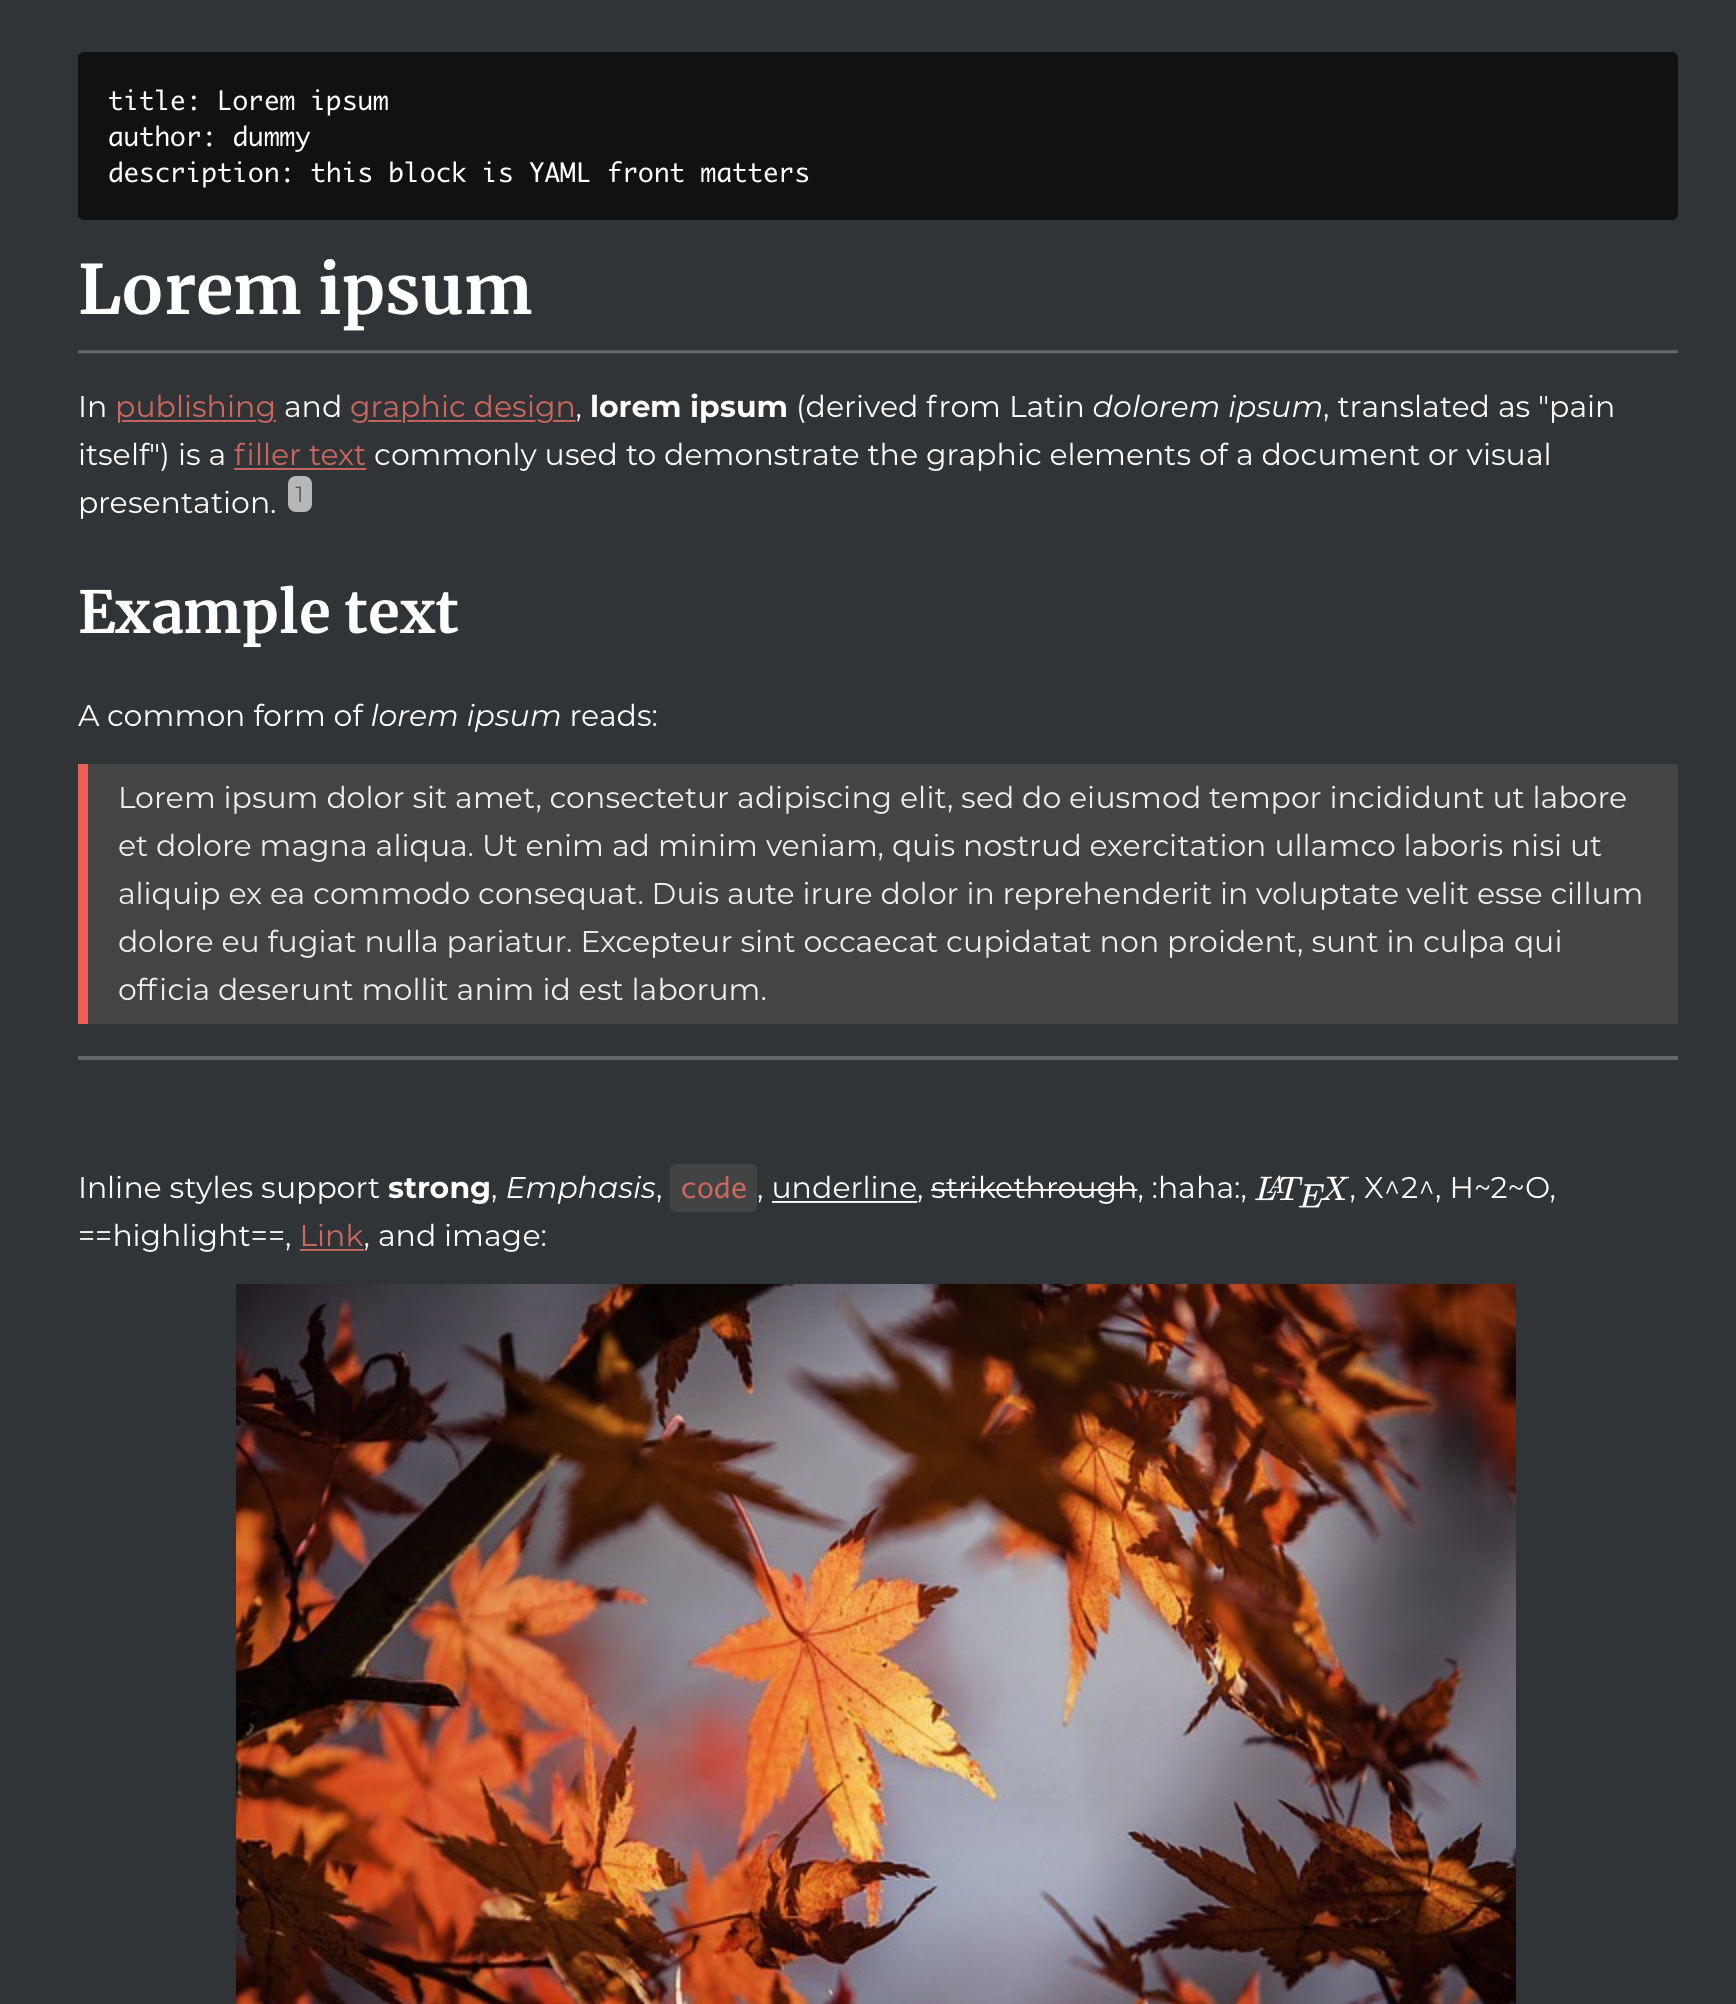 title: Lorem ipsum
author: dummy
description: this block is YAML front matters
Lorem ipsum
In publishing and graphic design, lorem ipsum (derived from Latin dolorem ipsum, translated as "pain
itself") is a filler text commonly used to demonstrate the graphic elements of a document or visual
presentation. 1
Example text
A common form of lorem ipsum reads:
Lorem ipsum dolor sit amet, consectetur adipiscing elit, sed do eiusmod tempor incididunt ut labore
et dolore magna aliqua. Ut enim ad minim veniam, quis nostrud exercitation ullamco laboris nisi ut
aliquip ex ea commodo consequat. Duis aute irure dolor in reprehenderit in voluptate velit esse cillum
dolore eu fugiat nulla pariatur. Excepteur sint occaecat cupidatat non proident, sunt in culpa qui
officia deserunt mollit anim id est laborum.
Inline styles support strong, Emphasis, code, underline, strikethrough, :haha:, LATEX, X^2^, H~2~O,
==highlight==, Link, and image: